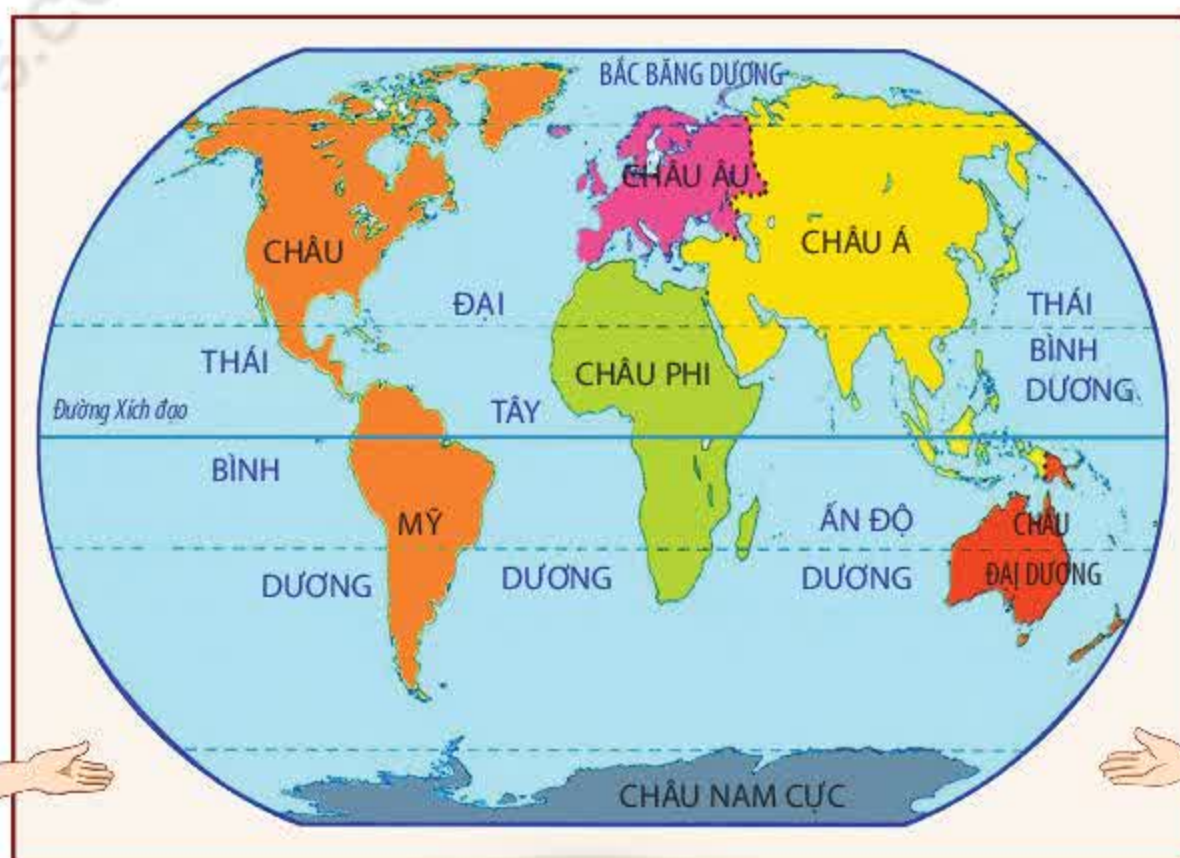 BẮC BĂNG DƯƠNG
CHÂU ÂU
CHÂU
CHÂU Á
ĐẠI
THÁI
THÁI
BÌNH
DƯƠNG
CHÂU PHI
Đường Xích đạo
TÂY
BÌNH
MỸ
ẤN ĐỘ
CHÂU
DƯƠNG
DƯƠNG
DƯƠNG
ĐẠI DƯƠNG
CHÂU NAM CỰC